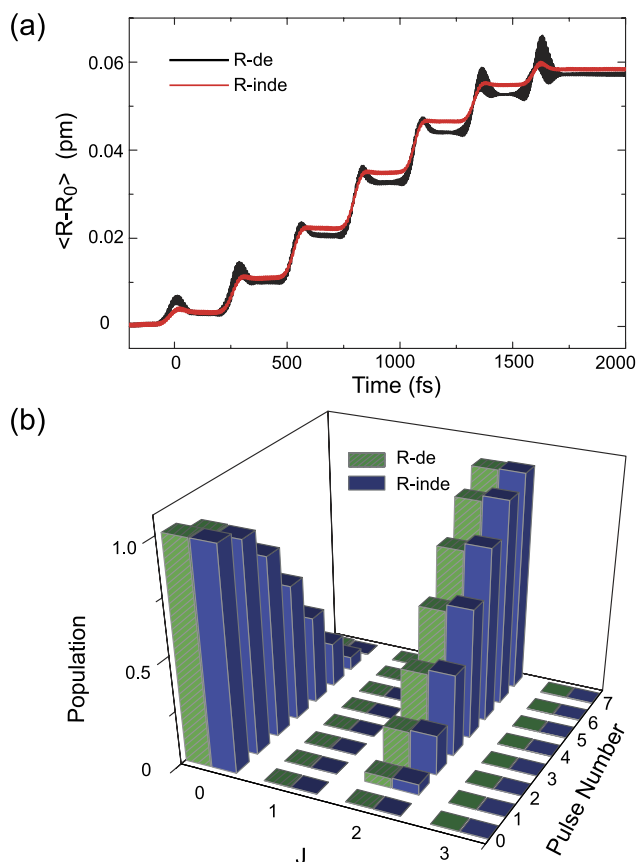 (a)
R-de
R-inde
0.06
0.04
0.02
0
<R-R0> (pm)
0
500
1000
1500
2000
Time (fs)
(b)
R-de
R-inde
1.0
0.5
0
Population
0
1
2
3
J
0
1
2
3
4
5
6
7
Pulse Number